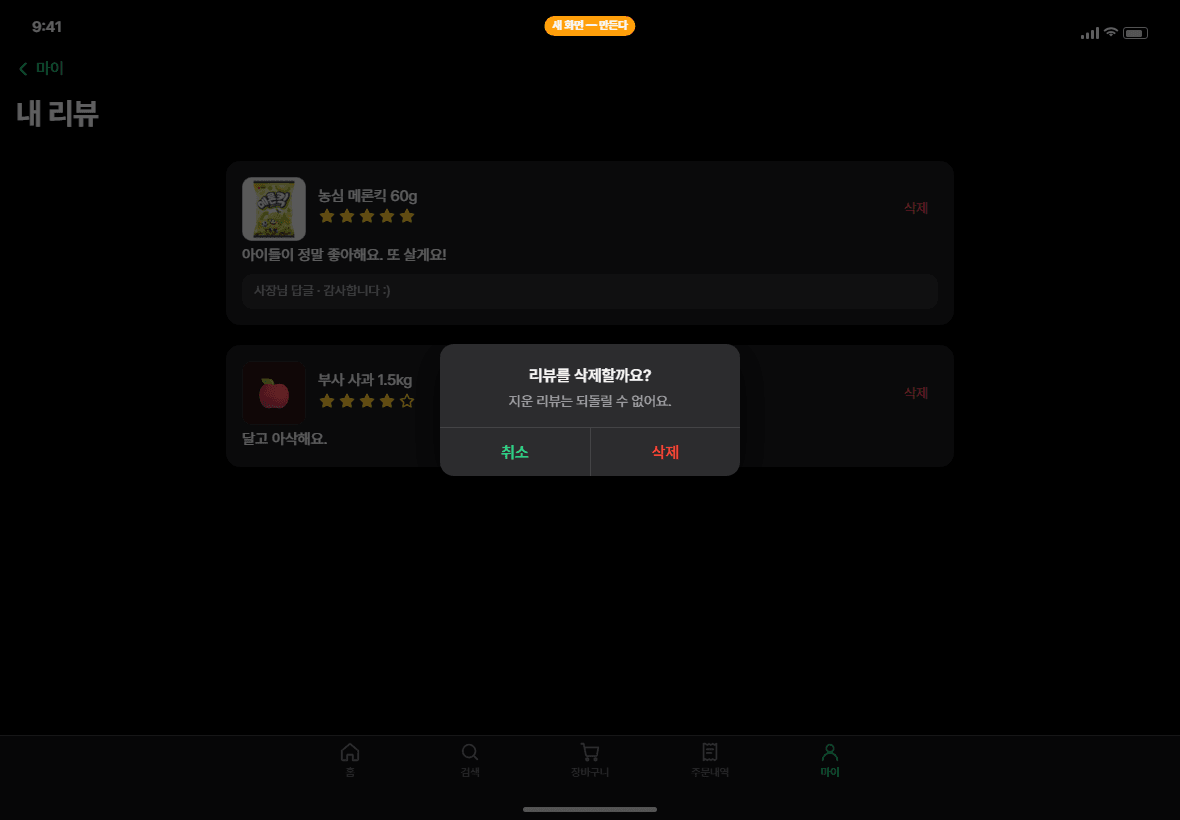 9:41
새 화면 — 만든다
마이
내 리뷰
농심 메론킥 60g
삭제
아이들이 정말 좋아해요. 또 살게요!
사장님 답글 · 감사합니다 :)
부사 사과 1.5kg
삭제
달고 아삭해요.
리뷰를 삭제할까요?
지운 리뷰는 되돌릴 수 없어요.
취소
삭제
홈
검색
장바구니
주문내역
마이